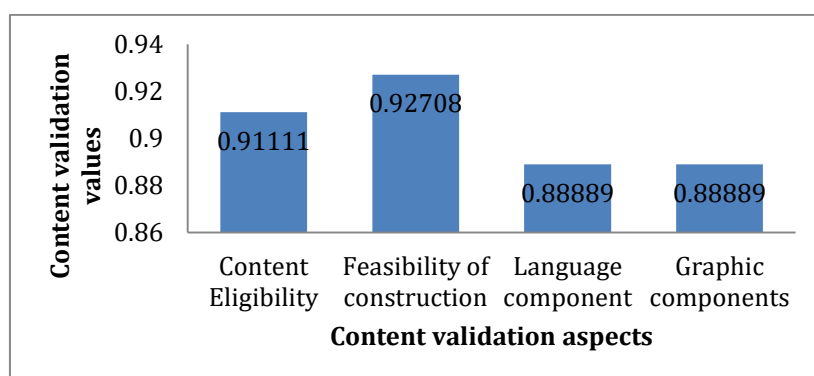 Content validation
values
0.94
0.92
0.9
0.88
0.86
0.91111
0.92708
0.88889
0.88889
Content
Eligibility
Feasibility of
construction
Language
component
Graphic
components
Content validation aspects